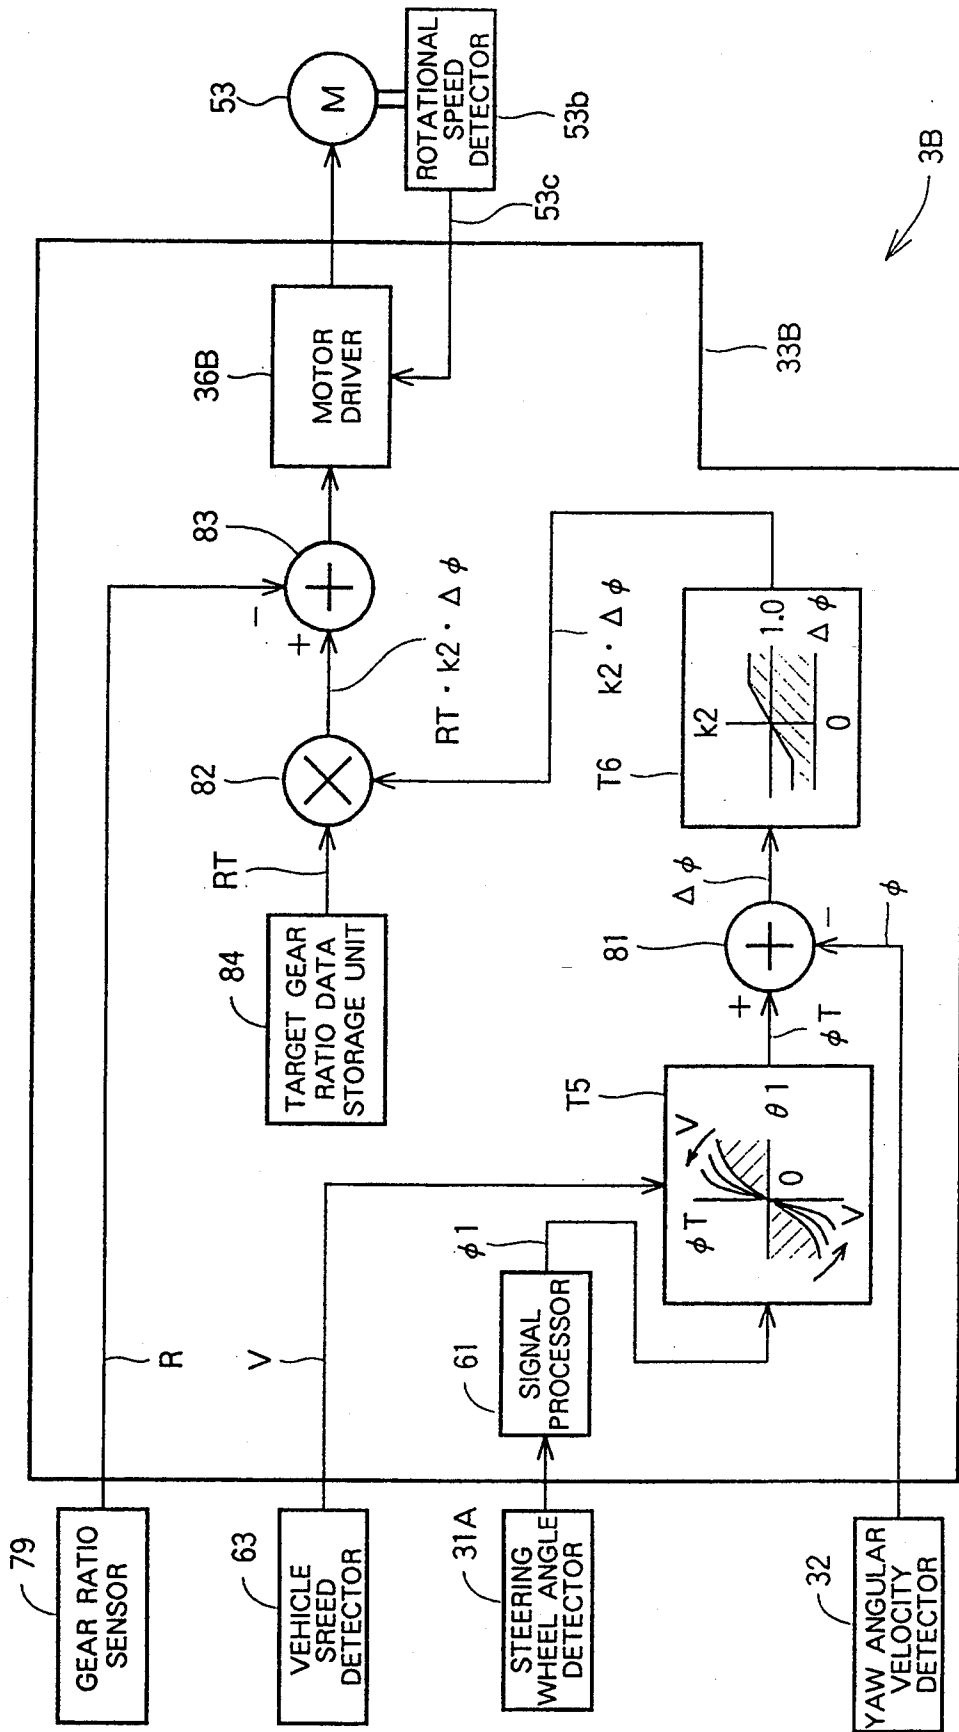 79
GEAR RATIO
SENSOR
R
63
VEHICLE
SREED
DETECTOR
V
31A
STEERING
WHEEL ANGLE
DETECTOR
61
SIGNAL
PROCESSOR
φ1
32
YAW ANGULAR
VELOCITY
DETECTOR
φ
T5
φT
θ1
0
V
V
φT
+
−
81
Δφ
T6
k2
1.0
0
Δφ
k2・Δφ
84
TARGET GEAR
RATIO DATA
STORAGE UNIT
RT
82
RT・k2・Δφ
+
−
83
36B
MOTOR
DRIVER
53
M
ROTATIONAL
SPEED
DETECTOR
53b
53c
33B
3B